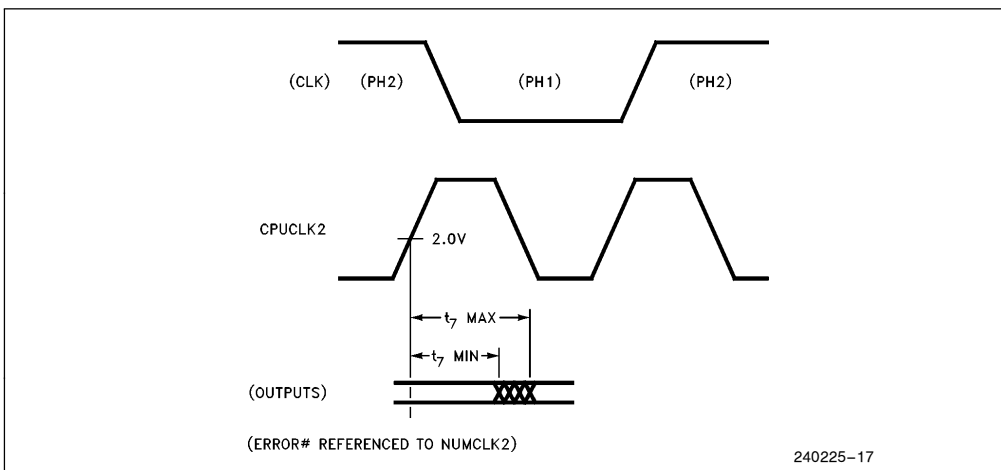 (CLK) (PH2) (PH1) (PH2)
CPUCLK2
2.0V
t7 MAX
t7 MIN
(OUTPUTS)
(ERROR# REFERENCED TO NUMCLK2)
240225–17